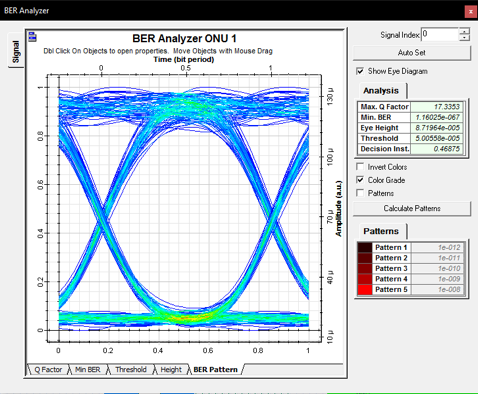 BER Analyzer
Signal
BER Analyzer ONU 1
Dbl Click On Objects to open properties. Move Objects with Mouse Drag
Time (bit period)
0 0.5 1
1
0.8
0.6
0.4
0.2
0
130 µ
100 µ
70 µ
40 µ
10 µ
Amplitude (a.u.)
0 0.2 0.4 0.6 0.8 1
Q Factor Min BER Threshold Height BER Pattern
Signal Index: 0
Auto Set
Show Eye Diagram
Analysis
Max. Q Factor 17.3353
Min. BER 1.16025e-067
Eye Height 8.71964e-005
Threshold 5.00558e-005
Decision Inst. 0.46875
Invert Colors
Color Grade
Patterns
Calculate Patterns
Patterns
Pattern 1 1e-012
Pattern 2 1e-011
Pattern 3 1e-010
Pattern 4 1e-009
Pattern 5 1e-008